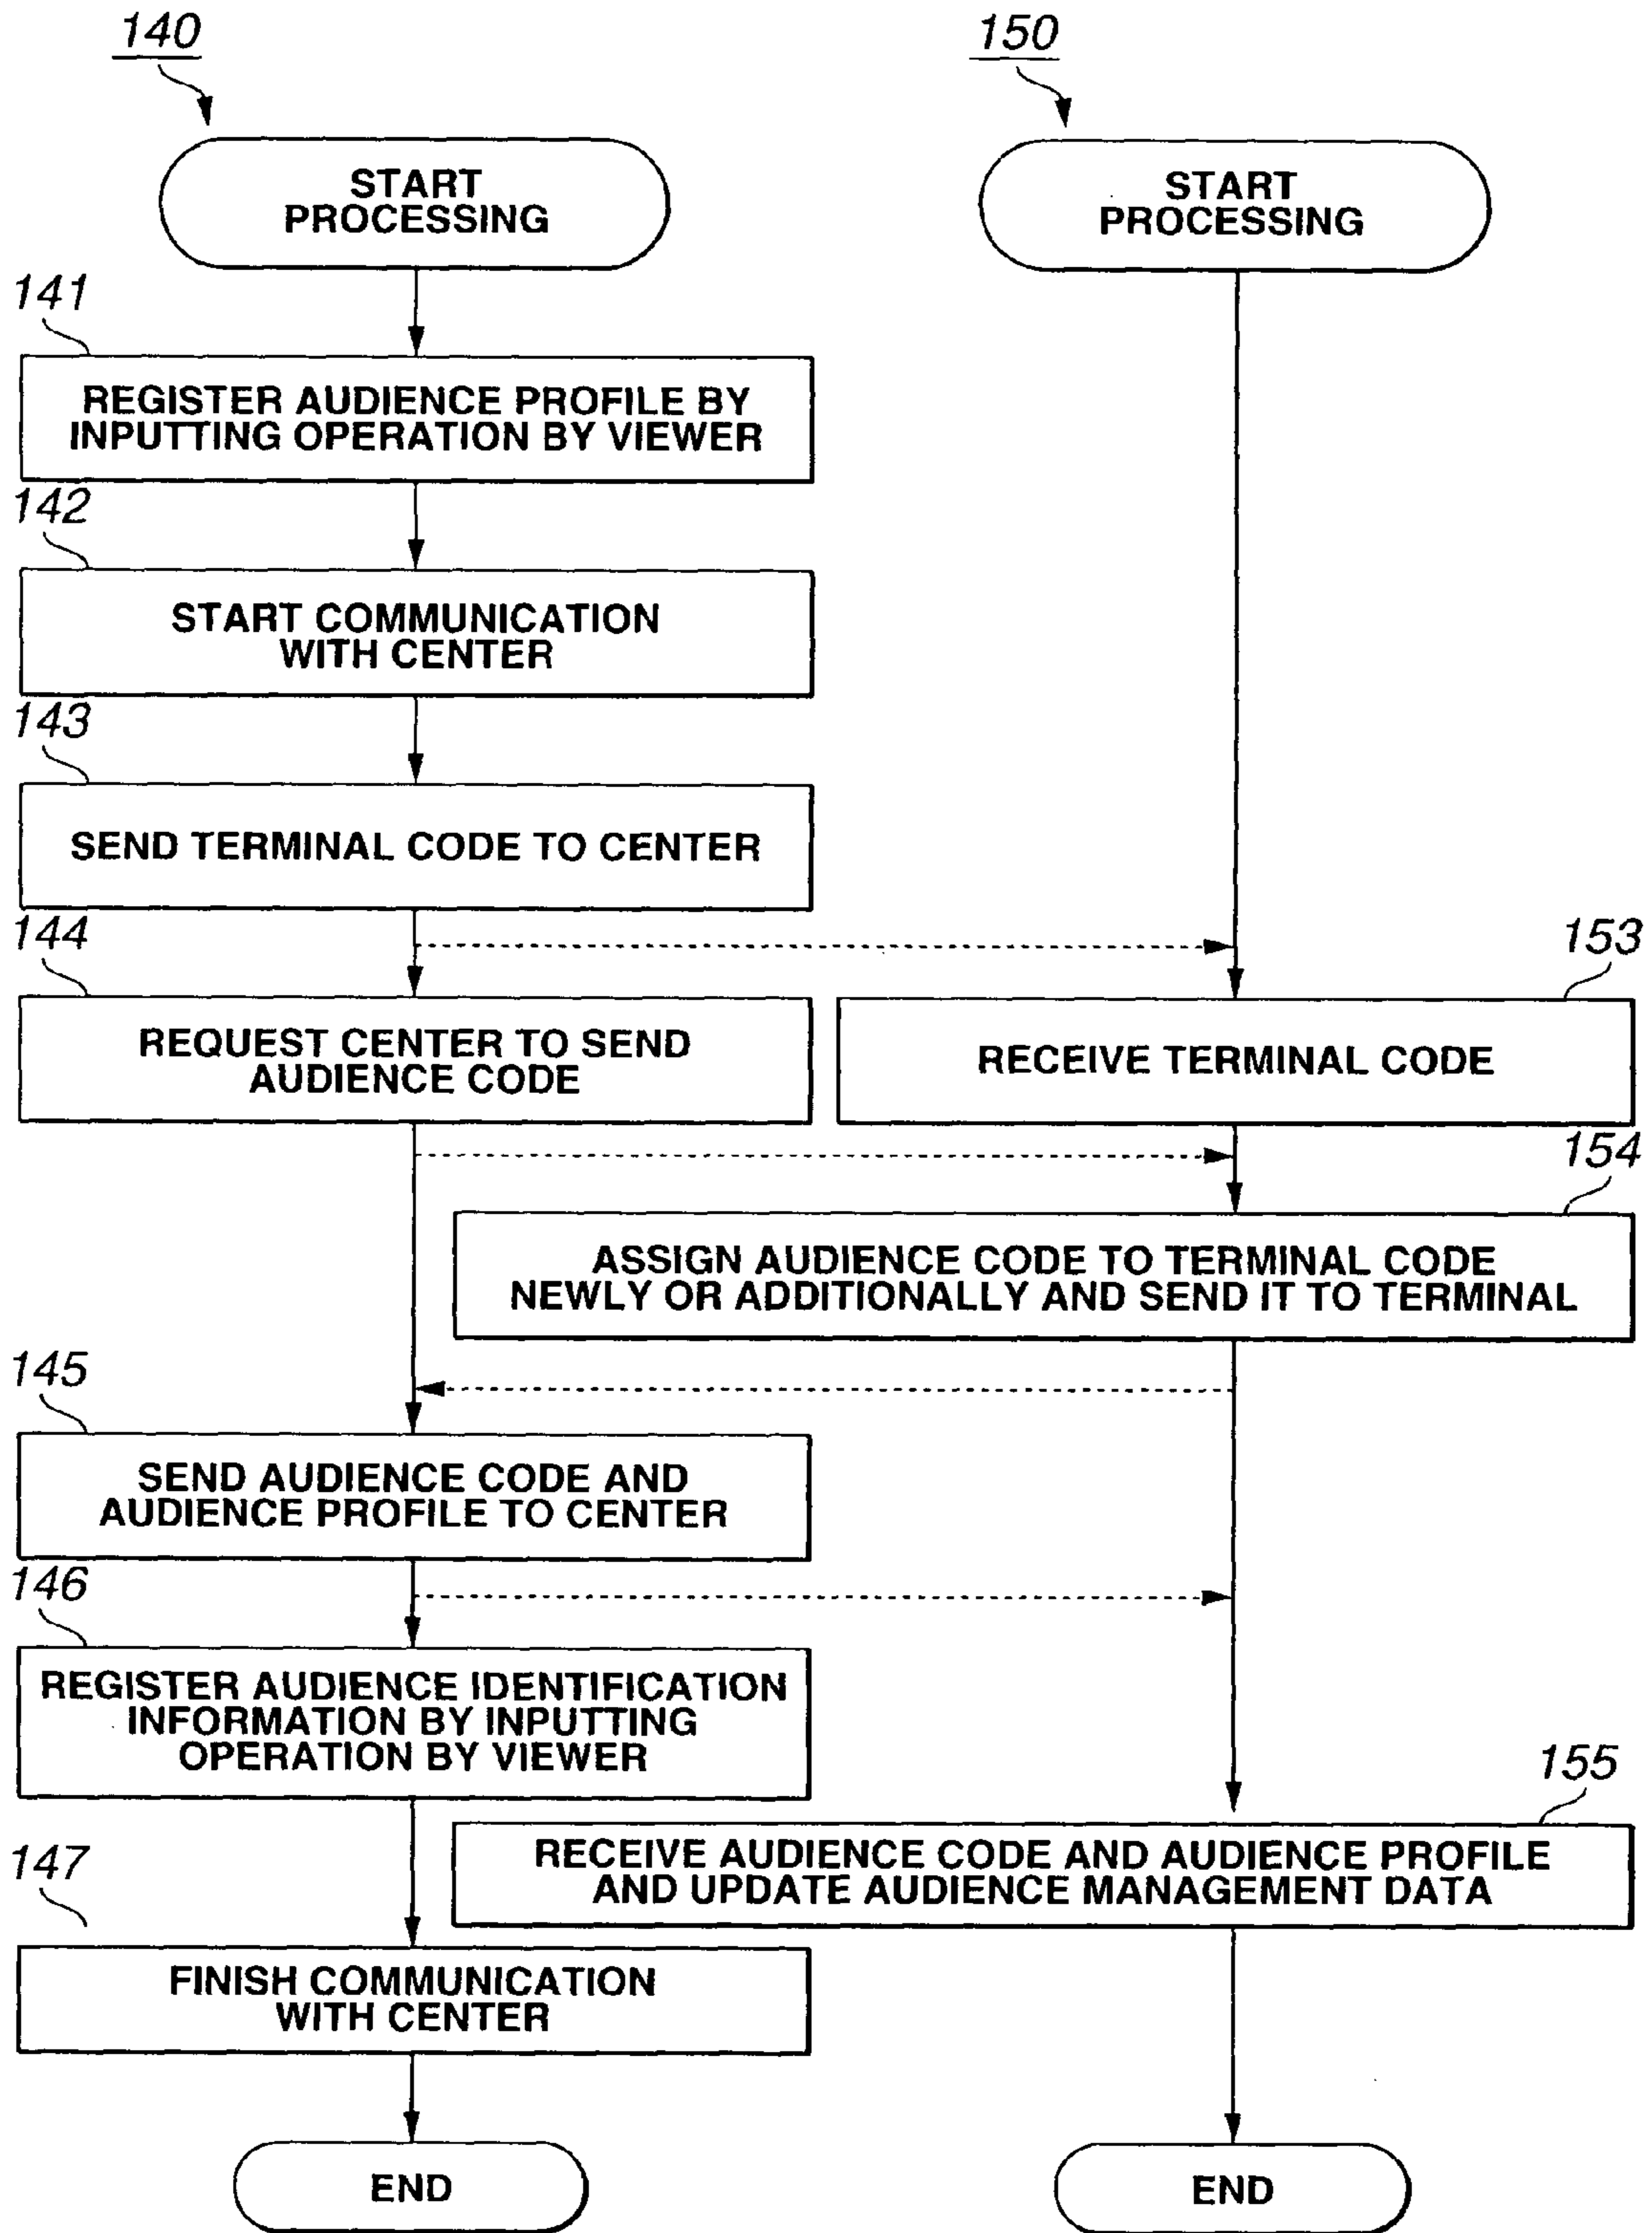 140
150
START
PROCESSING
START
PROCESSING
141
REGISTER AUDIENCE PROFILE BY
INPUTTING OPERATION BY VIEWER
142
START COMMUNICATION
WITH CENTER
143
SEND TERMINAL CODE TO CENTER
144
REQUEST CENTER TO SEND
AUDIENCE CODE
153
RECEIVE TERMINAL CODE
154
ASSIGN AUDIENCE CODE TO TERMINAL CODE
NEWLY OR ADDITIONALLY AND SEND IT TO TERMINAL
145
SEND AUDIENCE CODE AND
AUDIENCE PROFILE TO CENTER
146
REGISTER AUDIENCE IDENTIFICATION
INFORMATION BY INPUTTING
OPERATION BY VIEWER
155
RECEIVE AUDIENCE CODE AND AUDIENCE PROFILE
AND UPDATE AUDIENCE MANAGEMENT DATA
147
FINISH COMMUNICATION
WITH CENTER
END
END